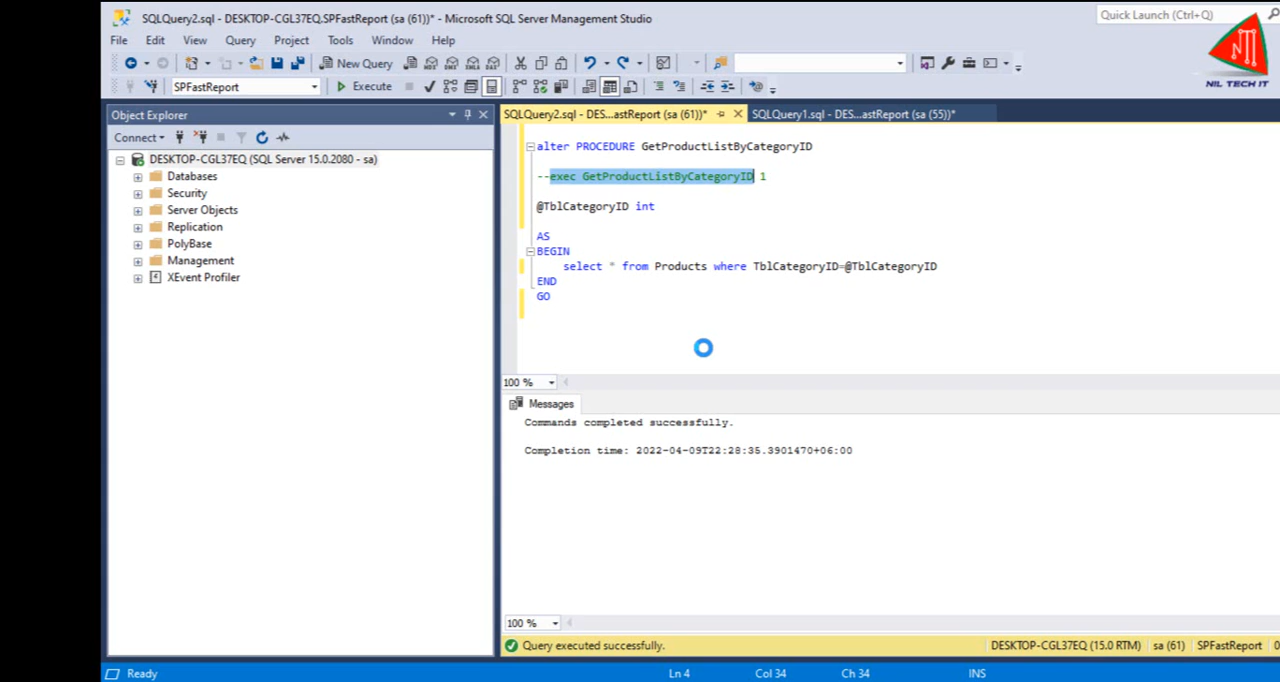 SQLQuery2.sql - DESKTOP-CGL37EQ.SPFastReport (sa (61))* - Microsoft SQL Server Management Studio
Quick Launch (Ctrl+Q)
File Edit View Query Project Tools Window Help
NIL TECH IT
New Query
SPFastReport
Execute
Object Explorer
SQLQuery2.sql - DES...astReport (sa (61))*
SQLQuery1.sql - DES...astReport (sa (55))*
Connect
DESKTOP-CGL37EQ (SQL Server 15.0.2080 - sa)
Databases
Security
Server Objects
Replication
PolyBase
Management
XEvent Profiler
alter PROCEDURE GetProductListByCategoryID
--exec GetProductListByCategoryID 1
@TblCategoryID int
AS
BEGIN
select * from Products where TblCategoryID=@TblCategoryID
END
GO
100 %
Messages
Commands completed successfully.
Completion time: 2022-04-09T22:28:35.3901470+06:00
100 %
Query executed successfully.
DESKTOP-CGL37EQ (15.0 RTM) sa (61) SPFastReport 0
Ready
Ln 4 Col 34 Ch 34 INS